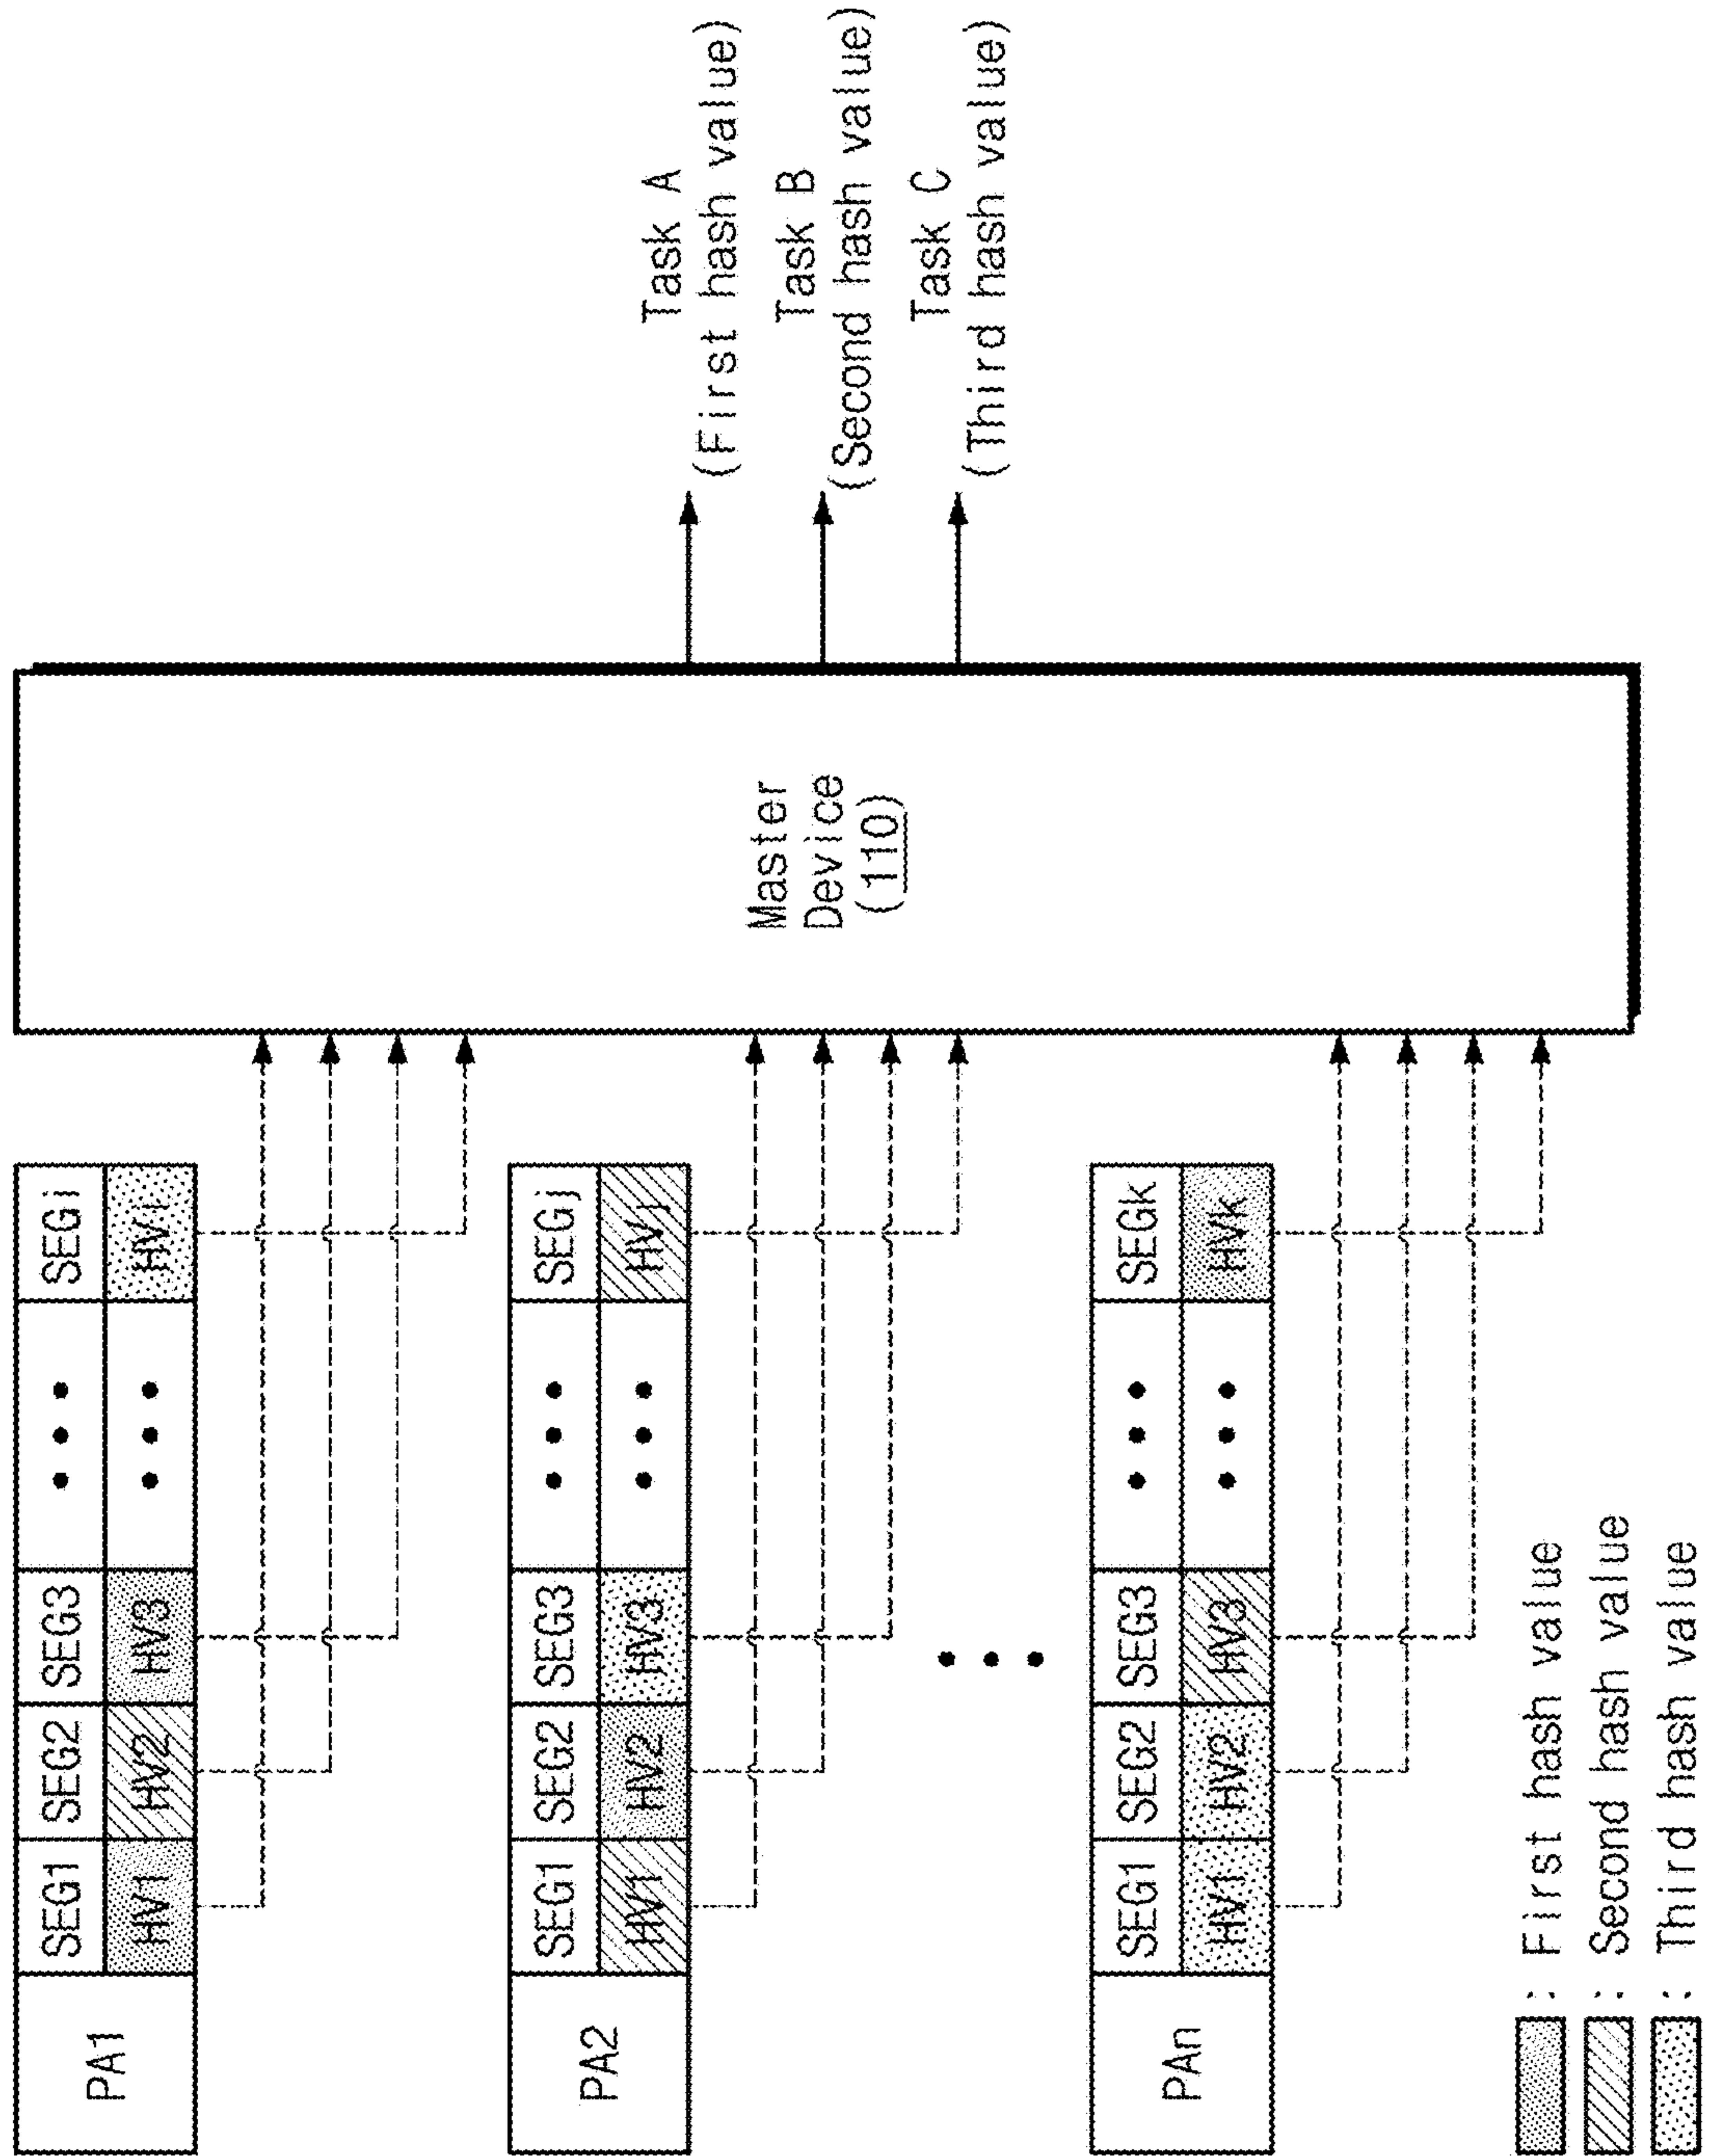 PA1
SEG1 SEG2 SEG3 ••• SEGi
HV1 HV2 HV3 ••• HVi
PA2
SEG1 SEG2 SEG3 ••• SEGj
HV1 HV2 HV3 ••• HVj
•••
PAn
SEG1 SEG2 SEG3 ••• SEGk
HV1 HV2 HV3 ••• HVk
Master
Device
(110)
Task A
(First hash value)
Task B
(Second hash value)
Task C
(Third hash value)
: First hash value
: Second hash value
: Third hash value